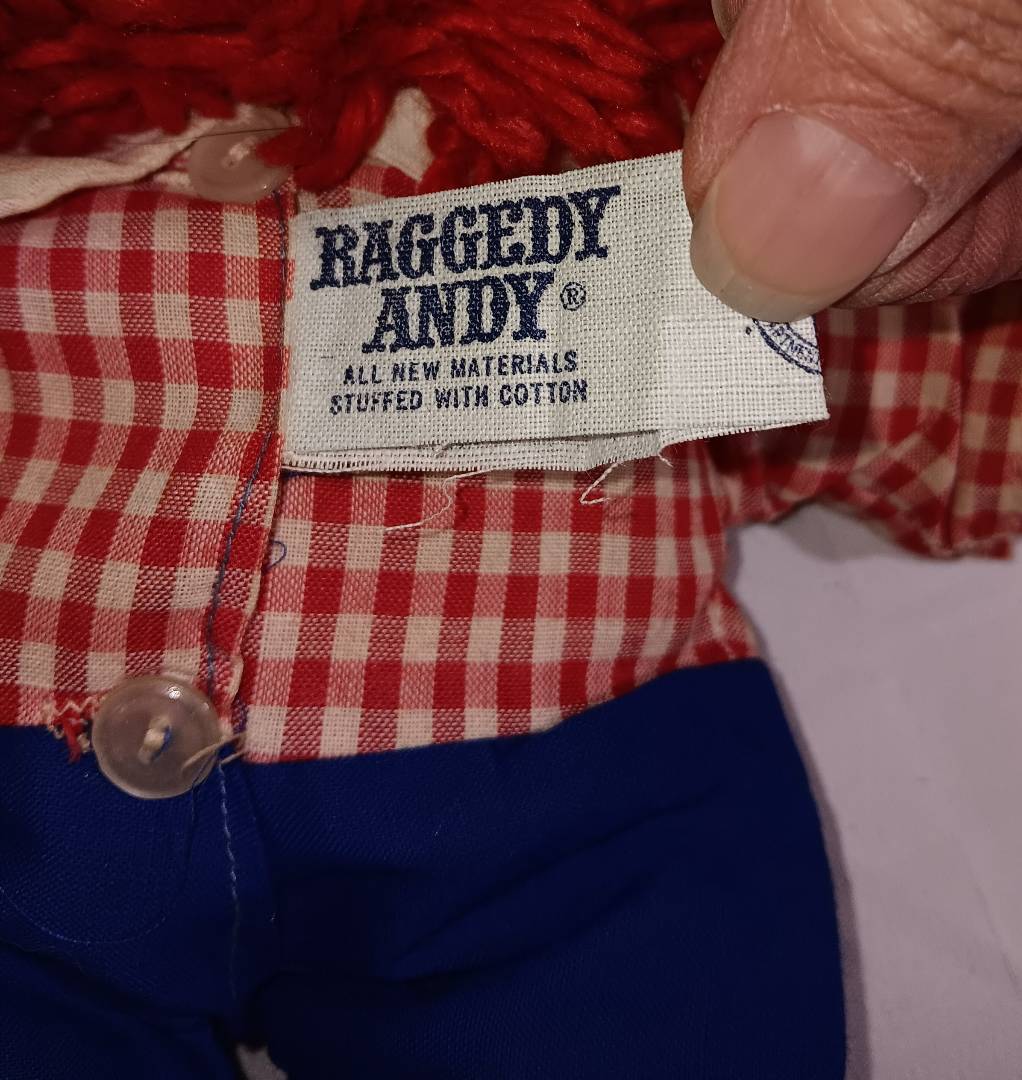 RAGGEDY
ANDY®
ALL NEW MATERIALS
STUFFED WITH COTTON